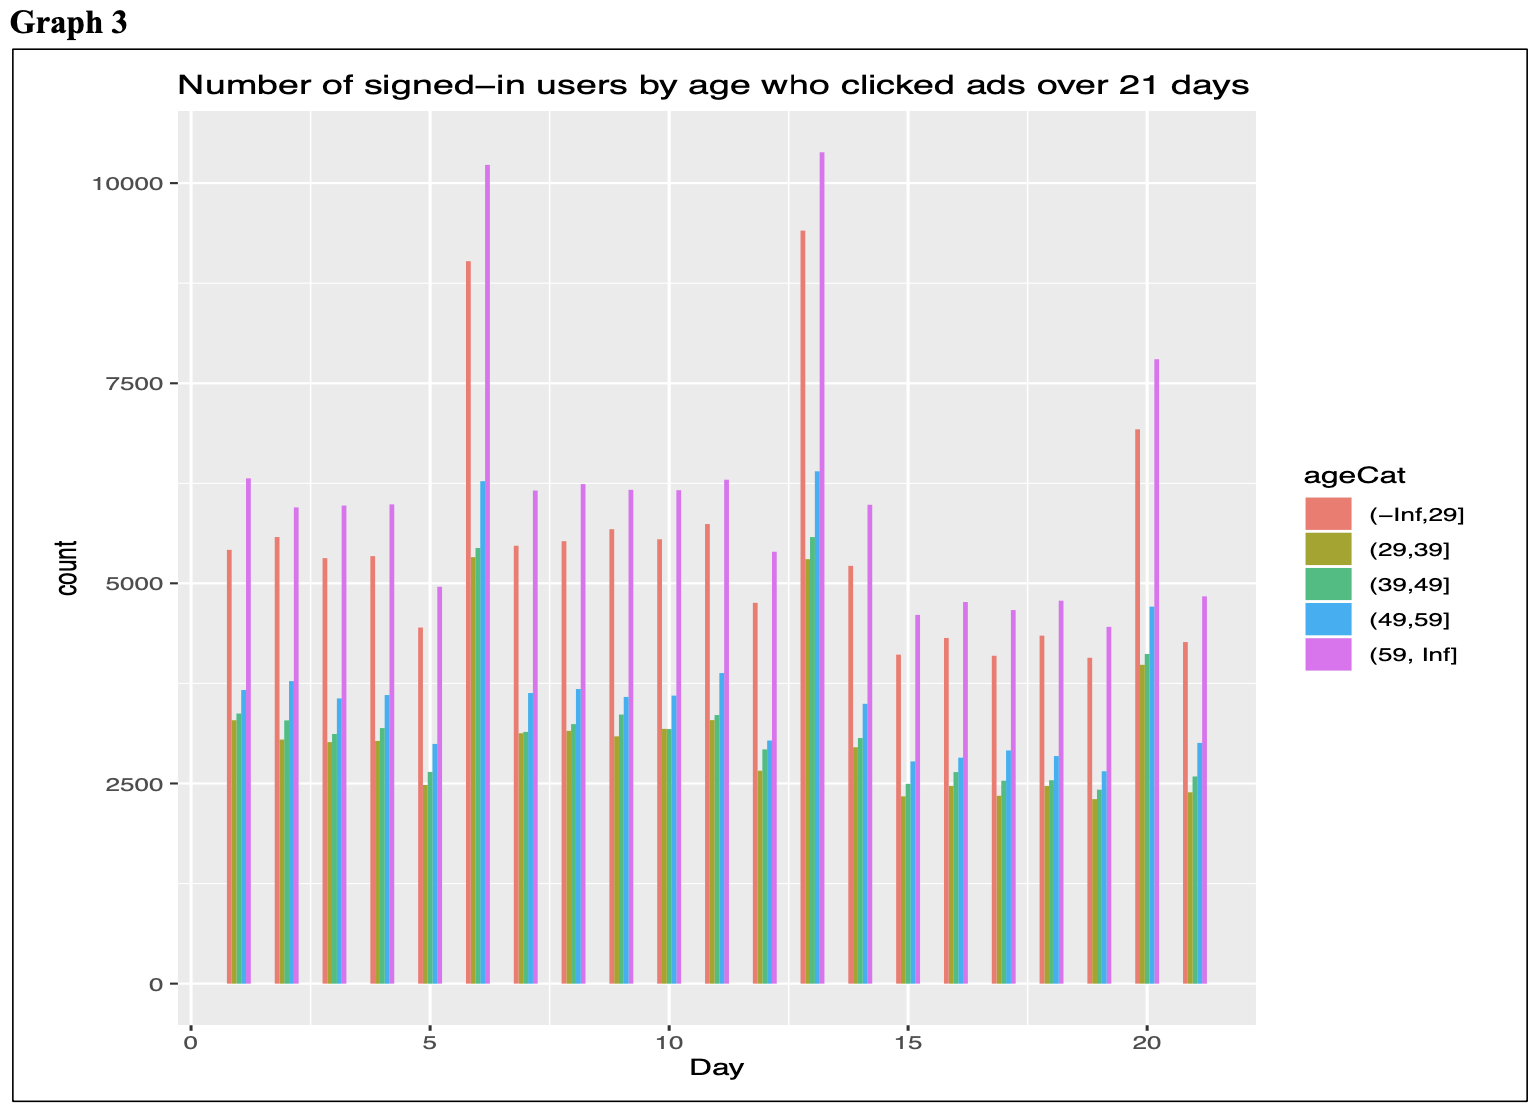 Graph 3
Number of signed–in users by age who clicked ads over 21 days
10000
7500
5000
2500
0
count
0 5 10 15 20
Day
ageCat
(−Inf,29]
(29,39]
(39,49]
(49,59]
(59, Inf]